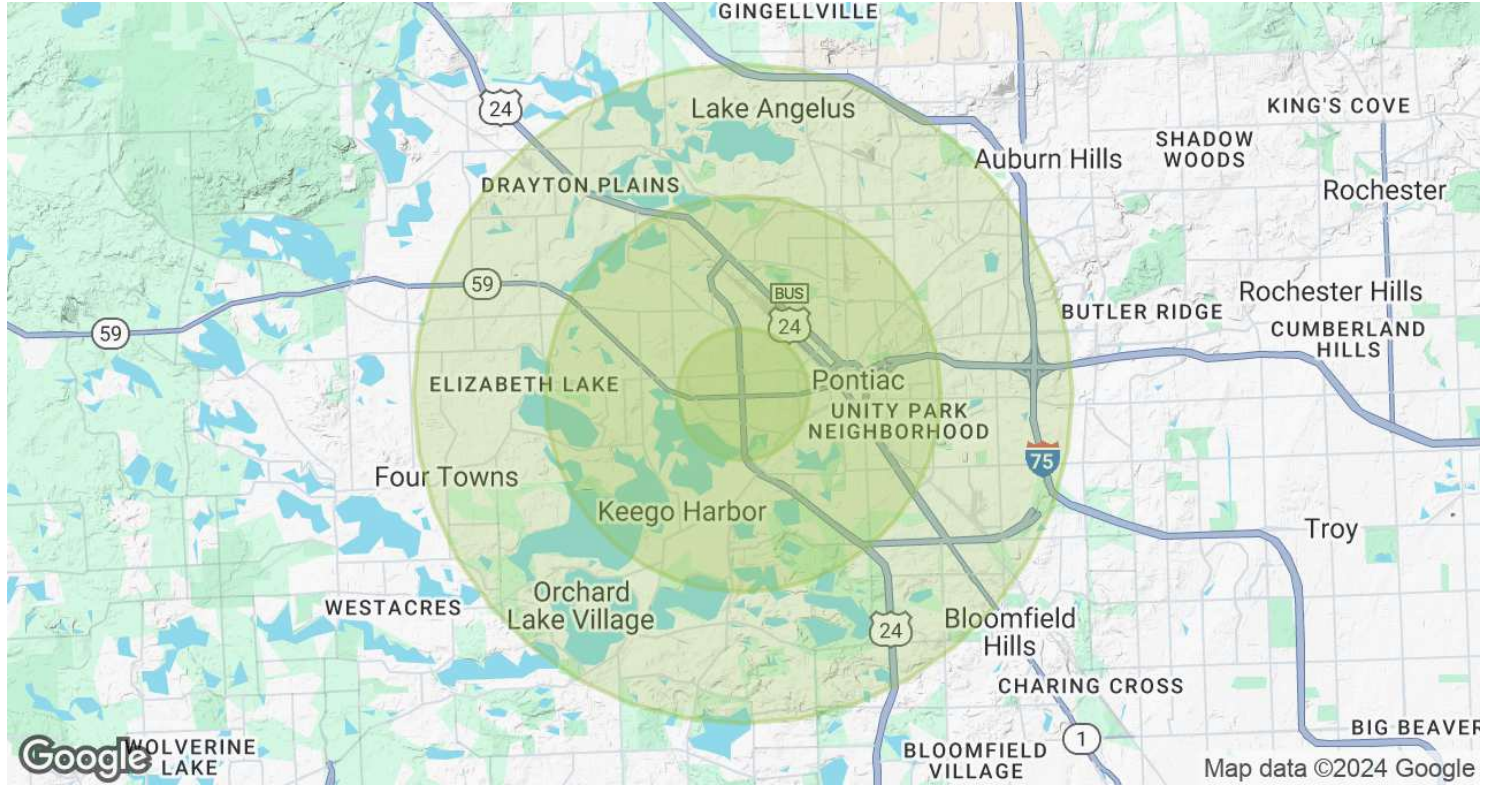 GINGELLVILLE
24
Lake Angelus
KING'S COVE
SHADOW
WOODS
Auburn Hills
Rochester
DRAYTON PLAINS
59
BUS
24
Rochester Hills
BUTLER RIDGE
CUMBERLAND
HILLS
59
ELIZABETH LAKE
Pontiac
UNITY PARK
NEIGHBORHOOD
75
Four Towns
Keego Harbor
Troy
Orchard
Lake Village
WESTACRES
24
Bloomfield
Hills
CHARING CROSS
BIG BEAVER
1
BLOOMFIELD
VILLAGE
Google
WOLVERINE
LAKE
Map data ©2024 Google